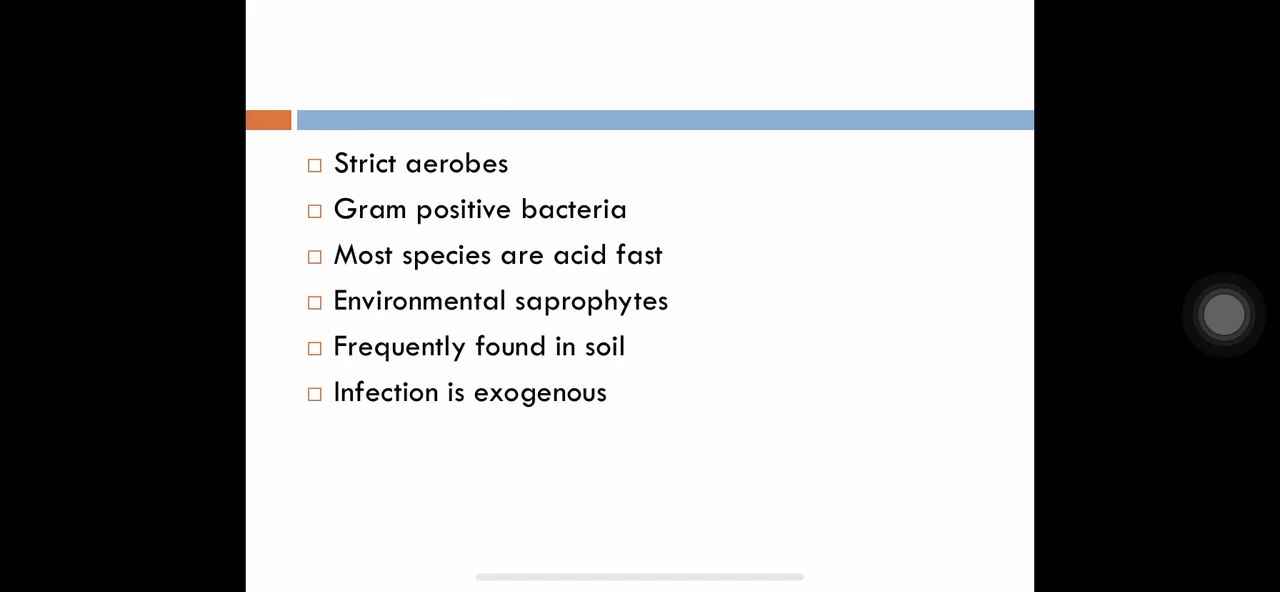 Strict aerobes
Gram positive bacteria
Most species are acid fast
Environmental saprophytes
Frequently found in soil
Infection is exogenous